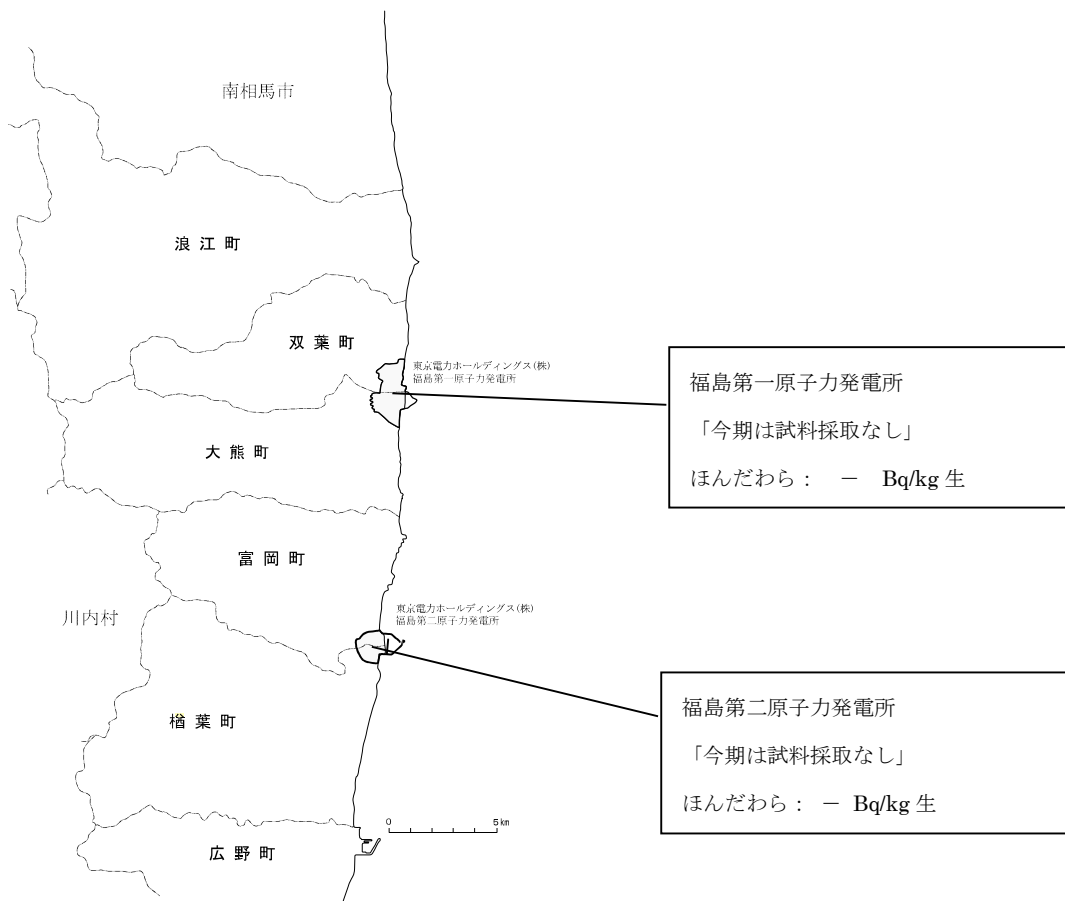 南相馬市
浪江町
双葉町
東京電力ホールディングス(株)
福島第一原子力発電所
福島第一原子力発電所
「今期は試料採取なし」
ほんだわら： － Bq/kg 生
大熊町
富岡町
川内村
東京電力ホールディングス(株)
福島第二原子力発電所
福島第二原子力発電所
「今期は試料採取なし」
ほんだわら： － Bq/kg 生
楢葉町
0 5km
広野町